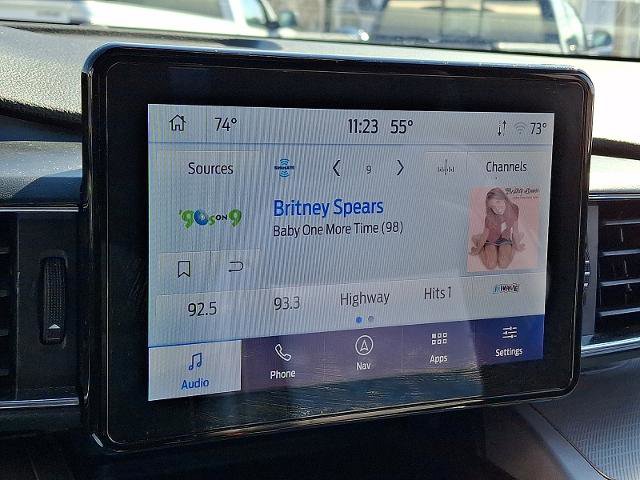 74° 11:23 55° 73°
Sources 9 Channels
'90s on 9
Britney Spears
Baby One More Time (98)
92.5 93.3 Highway Hits 1
Audio Phone Nav Apps Settings